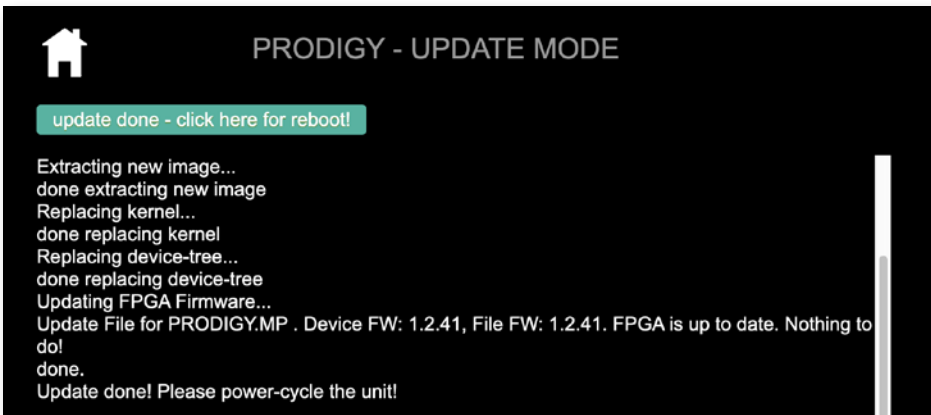 PRODIGY - UPDATE MODE
update done - click here for reboot!
Extracting new image...
done extracting new image
Replacing kernel...
done replacing kernel
Replacing device-tree...
done replacing device-tree
Updating FPGA Firmware...
Update File for PRODIGY.MP . Device FW: 1.2.41, File FW: 1.2.41. FPGA is up to date. Nothing to
do!
done.
Update done! Please power-cycle the unit!